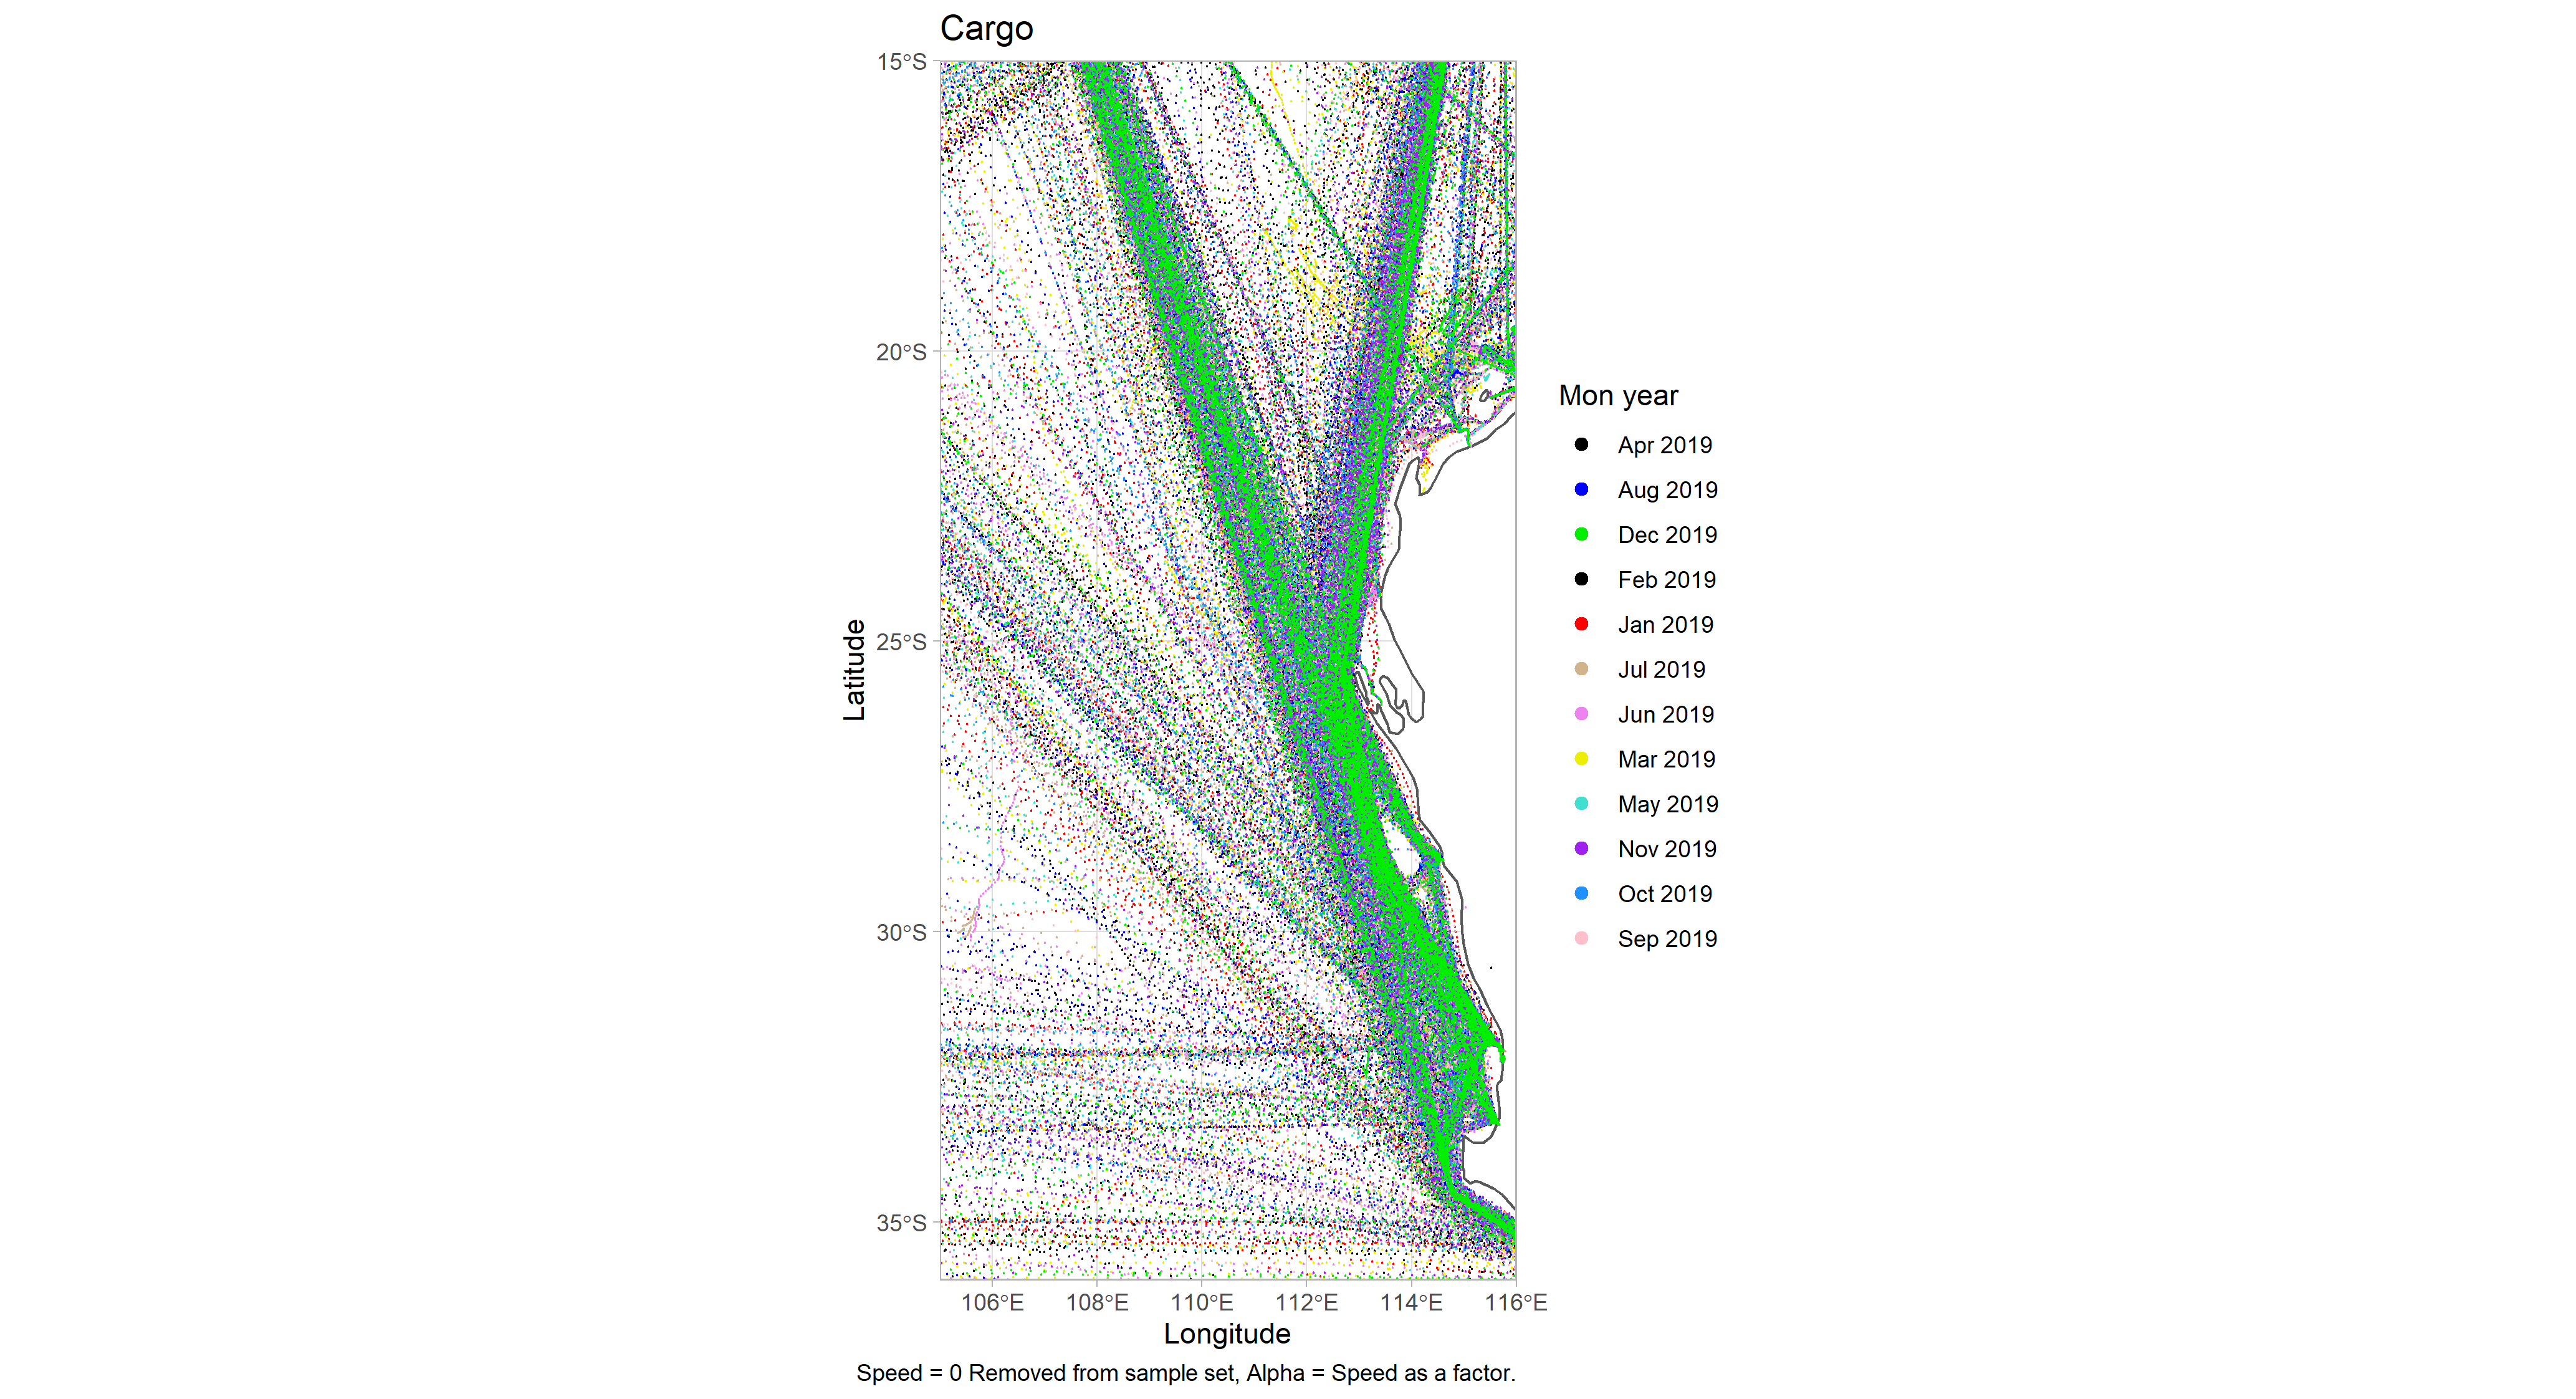 Cargo
15°S
20°S
25°S
30°S
35°S
Latitude
106°E 108°E 110°E 112°E 114°E 116°E
Longitude
Speed = 0 Removed from sample set, Alpha = Speed as a factor.
Mon year
Apr 2019
Aug 2019
Dec 2019
Feb 2019
Jan 2019
Jul 2019
Jun 2019
Mar 2019
May 2019
Nov 2019
Oct 2019
Sep 2019